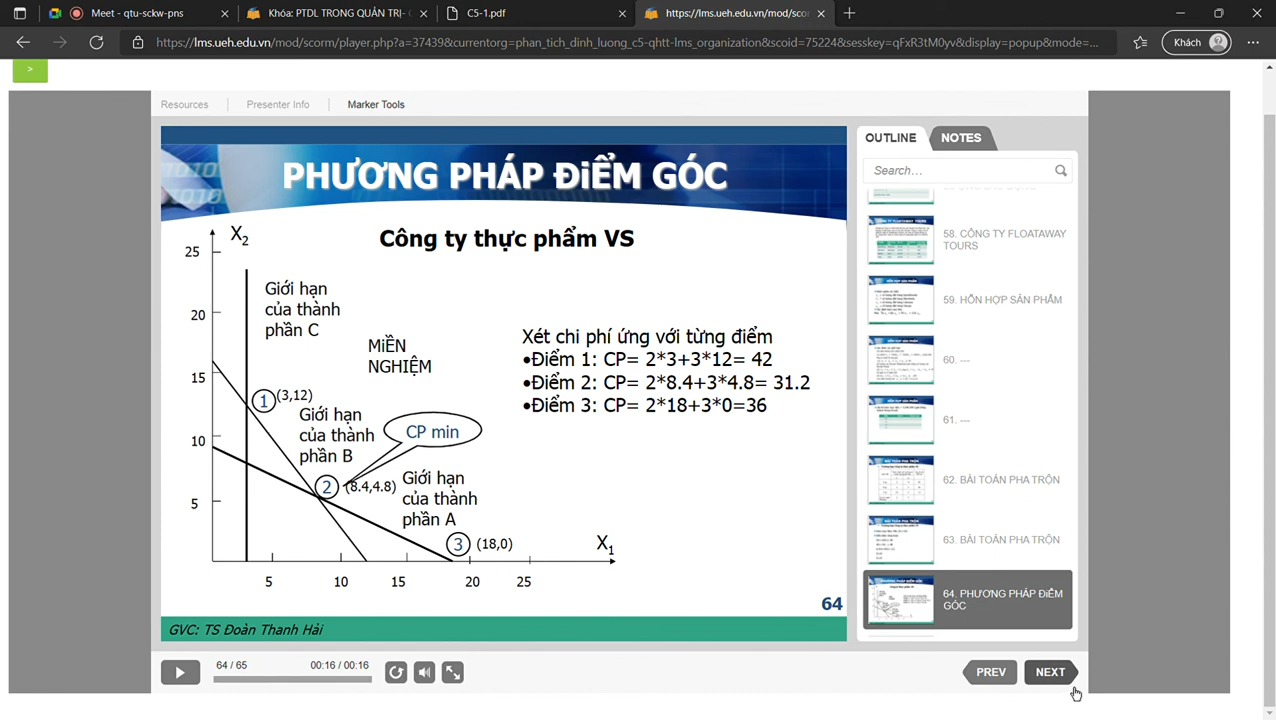 Meet - qtu-sckw-pns
Khóa: PTDL TRONG QUẢN TRỊ-
C5-1.pdf
https://lms.ueh.edu.vn/mod/scor
https://lms.ueh.edu.vn/mod/scorm/player.php?a=37439&currentorg=phan_tich_dinh_luong_c5-qhtt-lms_organization&scoid=75224&sesskey=qFxR3tM0yv&display=popup&mode=...
Khách
>
Resources
Presenter Info
Marker Tools
PHƯƠNG PHÁP ĐiỂM GÓC
Công ty thực phẩm VS
X2
25
20
15
10
5
Giới hạn
của thành
phần C
MiỀN
NGHIỆM
1 (3,12)
Giới hạn
của thành
phần B
CP min
2 (8.4,4.8)
Giới hạn
của thành
phần A
3 (18,0)
X1
5 10 15 20 25
Xét chi phí ứng với từng điểm
•Điểm 1: CP= 2*3+3*12= 42
•Điểm 2: CP= 2*8.4+3*4.8= 31.2
•Điểm 3: CP= 2*18+3*0=36
64
GVC: TS Đoàn Thanh Hải
64 / 65
00:16 / 00:16
PREV
NEXT
OUTLINE
NOTES
Search...
58. CÔNG TY FLOATAWAY
TOURS
59. HỖN HỢP SẢN PHẨM
60. ---
61. ---
62. BÀI TOÁN PHA TRỘN
63. BÀI TOÁN PHA TRỘN
64. PHƯƠNG PHÁP ĐiỂM
GÓC